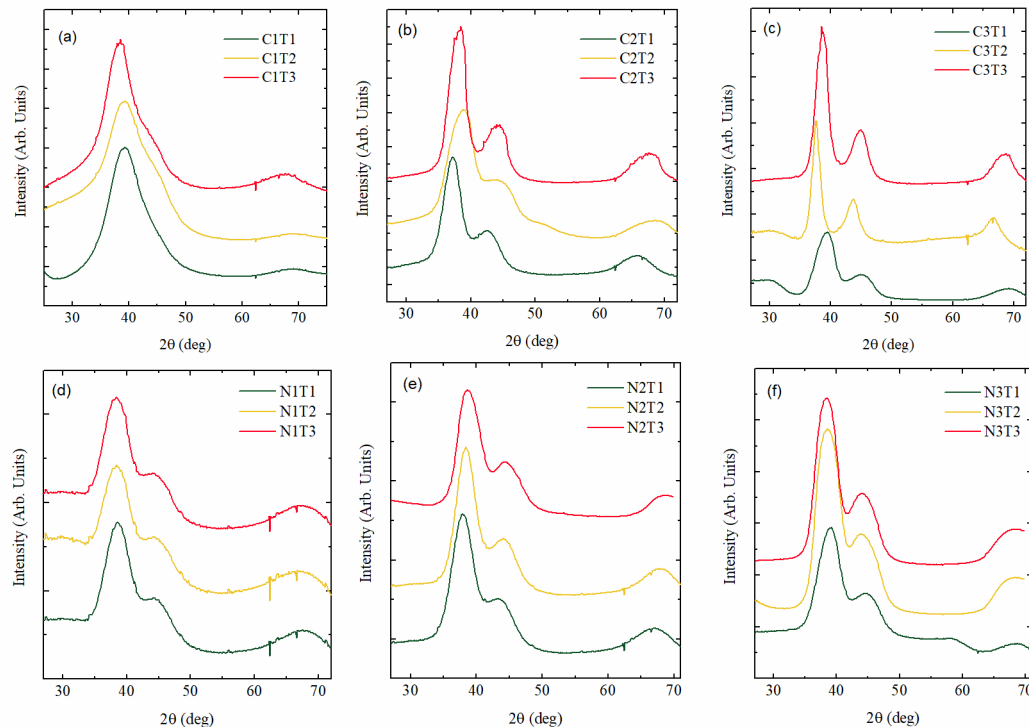 (a)
C1T1
C1T2
C1T3
Intensity (Arb. Units)
30 40 50 60 70
2θ (deg)
(b)
C2T1
C2T2
C2T3
Intensity (Arb. Units)
30 40 50 60 70
2θ (deg)
(c)
C3T1
C3T2
C3T3
Intensity (Arb. Units)
30 40 50 60 70
2θ (deg)
(d)
N1T1
N1T2
N1T3
Intensity (Arb. Units)
30 40 50 60 70
2θ (deg)
(e)
N2T1
N2T2
N2T3
Intensity (Arb. Units)
30 40 50 60 70
2θ (deg)
(f)
N3T1
N3T2
N3T3
Intensity (Arb. Units)
30 40 50 60 70
2θ (deg)